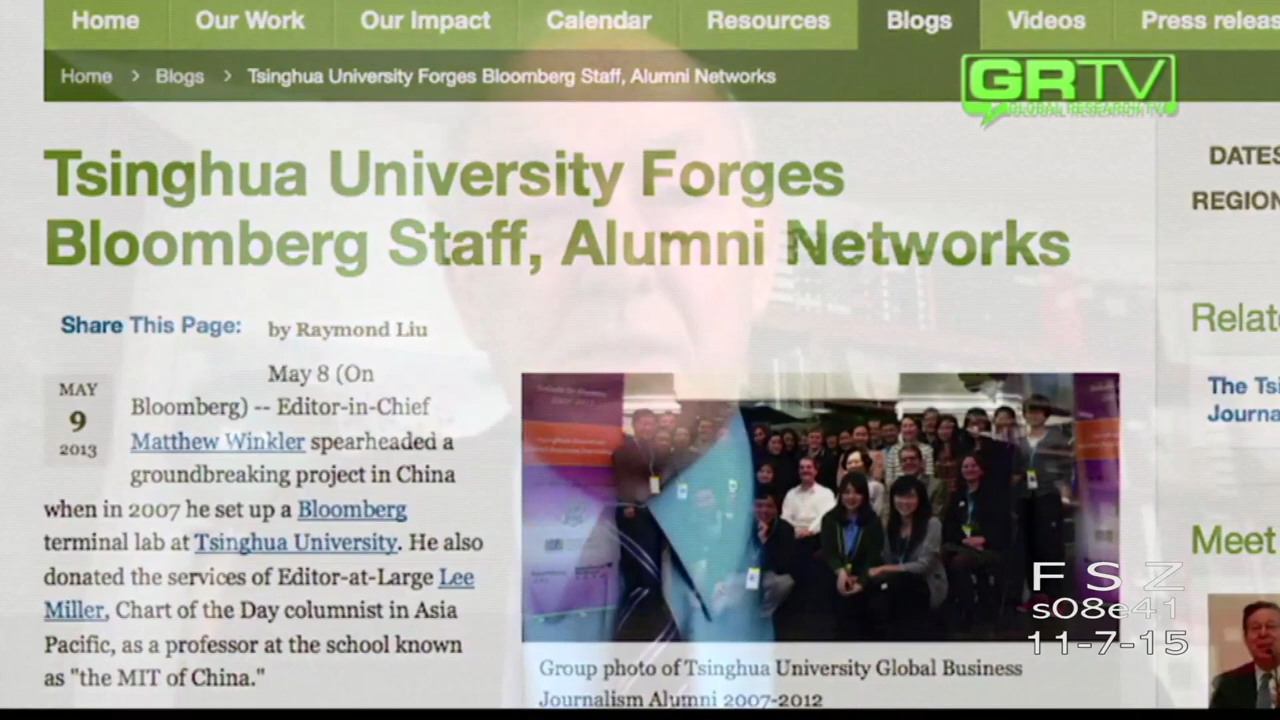 Home Our Work Our Impact Calendar Resources Blogs Videos Press releas
Home > Blogs > Tsinghua University Forges Bloomberg Staff, Alumni Networks
GRTV
GLOBAL RESEARCH TV
DATES
REGION
Tsinghua University Forges
Bloomberg Staff, Alumni Networks
Share This Page: by Raymond Liu
MAY
9
2013
May 8 (On
Bloomberg) -- Editor-in-Chief
Matthew Winkler spearheaded a
groundbreaking project in China
when in 2007 he set up a Bloomberg
terminal lab at Tsinghua University. He also
donated the services of Editor-at-Large Lee
Miller, Chart of the Day columnist in Asia
Pacific, as a professor at the school known
as "the MIT of China."
Group photo of Tsinghua University Global Business
Journalism Alumni 2007-2012
Relat
The Tsi
Journa
Meet
F S Z
s08e41
11-7-15